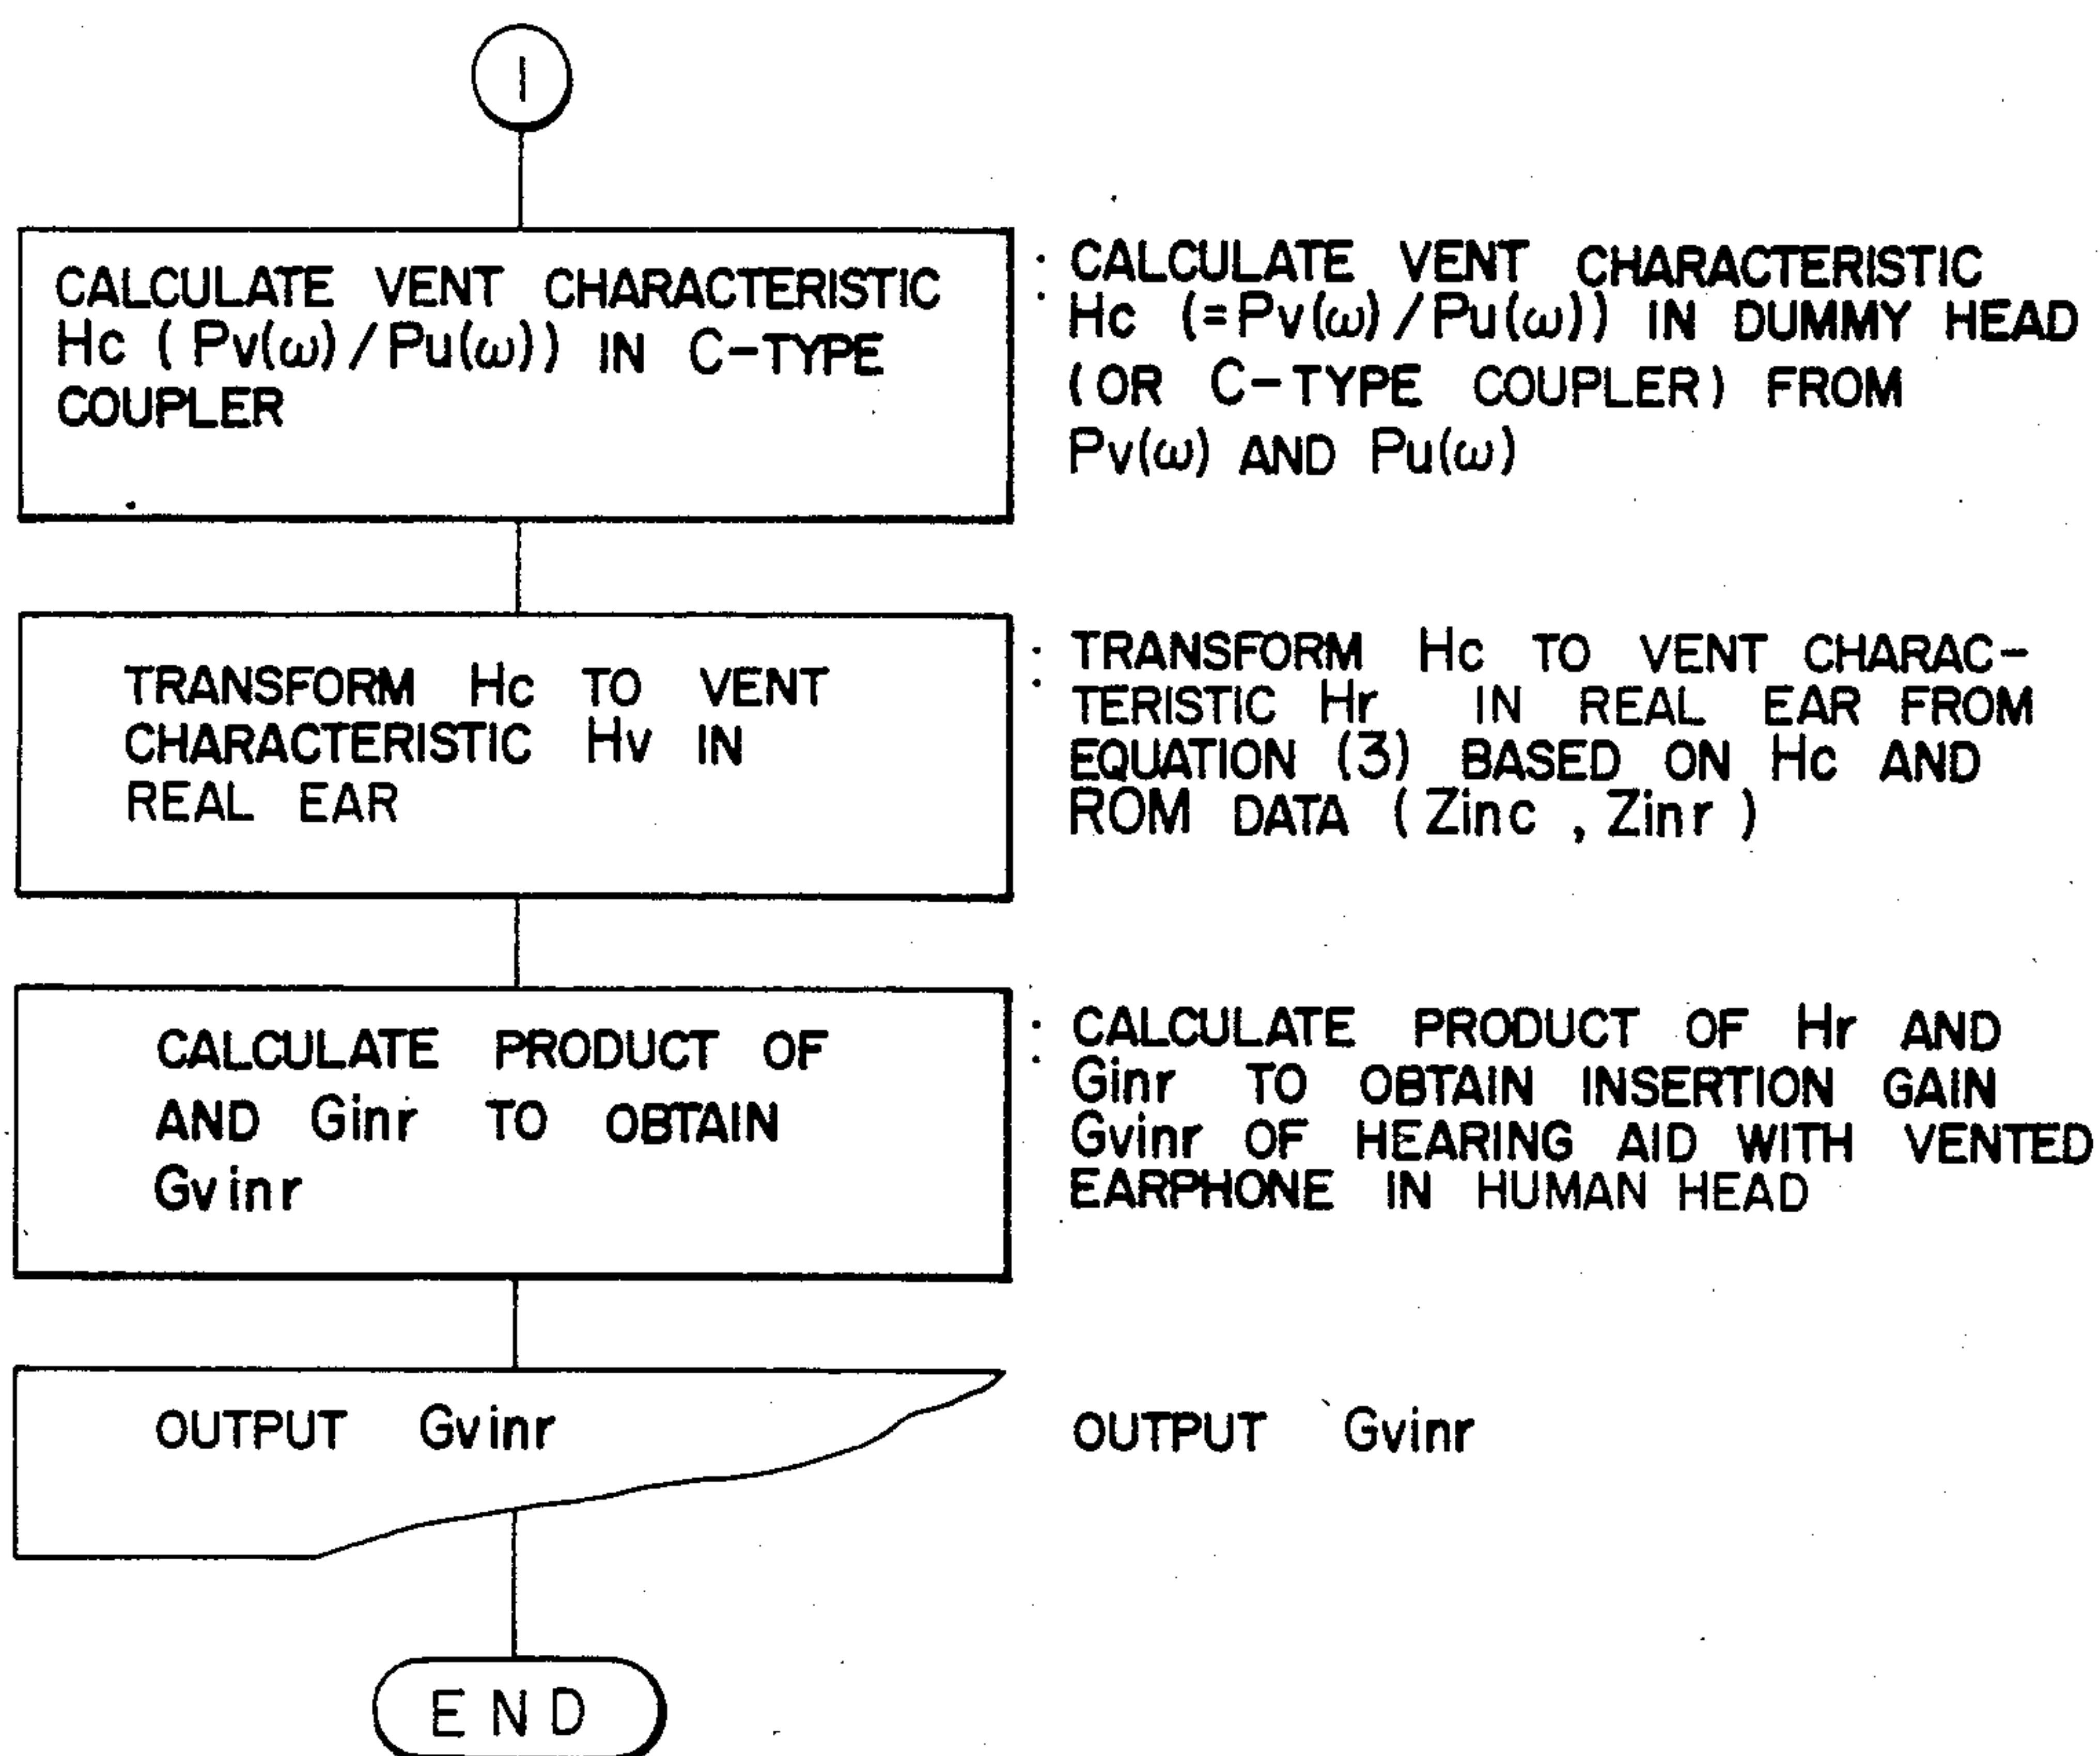 1
CALCULATE VENT CHARACTERISTIC
Hc ( Pv(ω) / Pu(ω)) IN C-TYPE
COUPLER
: CALCULATE VENT CHARACTERISTIC
Hc (=Pv(ω) / Pu(ω)) IN DUMMY HEAD
(OR C-TYPE COUPLER) FROM
Pv(ω) AND Pu(ω)
TRANSFORM Hc TO VENT
CHARACTERISTIC Hv IN
REAL EAR
: TRANSFORM Hc TO VENT CHARAC-
TERISTIC Hr IN REAL EAR FROM
EQUATION (3) BASED ON Hc AND
ROM DATA ( Zinc , Zinr )
CALCULATE PRODUCT OF
AND Ginr TO OBTAIN
Gvinr
: CALCULATE PRODUCT OF Hr AND
Ginr TO OBTAIN INSERTION GAIN
Gvinr OF HEARING AID WITH VENTED
EARPHONE IN HUMAN HEAD
OUTPUT Gvinr
OUTPUT Gvinr
END